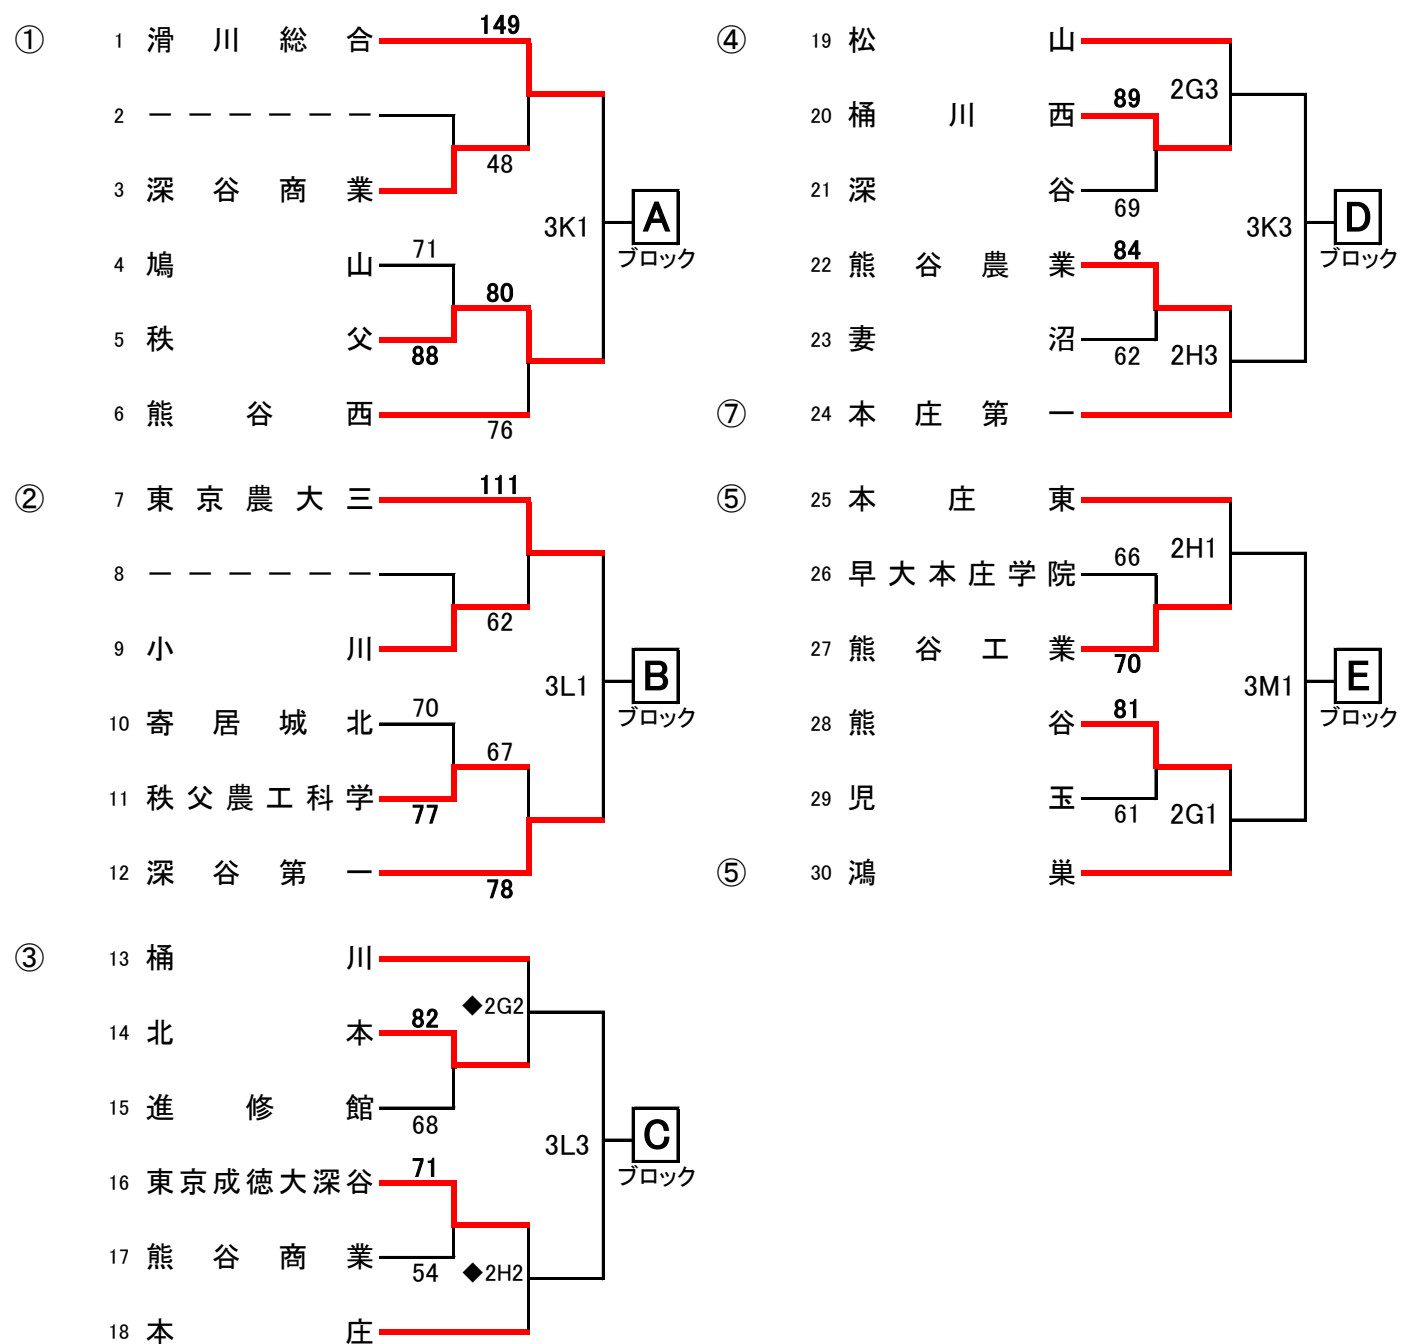 ① 1 滑川総合 149
2 ーーーーーー
48
3 深谷商業
3K1 A
ブロック
4 鳩山 71
80
5 秩父 88
6 熊谷西 76
② 7 東京農大三 111
8 ーーーーーー
62
9 小川
3L1 B
ブロック
10 寄居城北 70
67
11 秩父農工科学 77
12 深谷第一 78
③ 13 桶川
◆2G2
14 北本 82
15 進修館 68
3L3 C
ブロック
16 東京成徳大深谷 71
17 熊谷商業 54
◆2H2
18 本庄
④ 19 松山
2G3
20 桶川西 89
21 深谷 69
3K3 D
ブロック
22 熊谷農業 84
23 妻沼 62
2H3
⑦ 24 本庄第一
⑤ 25 本庄東
2H1
26 早大本庄学院 66
27 熊谷工業 70
3M1 E
ブロック
28 熊谷 81
29 児玉 61
2G1
⑤ 30 鴻巣